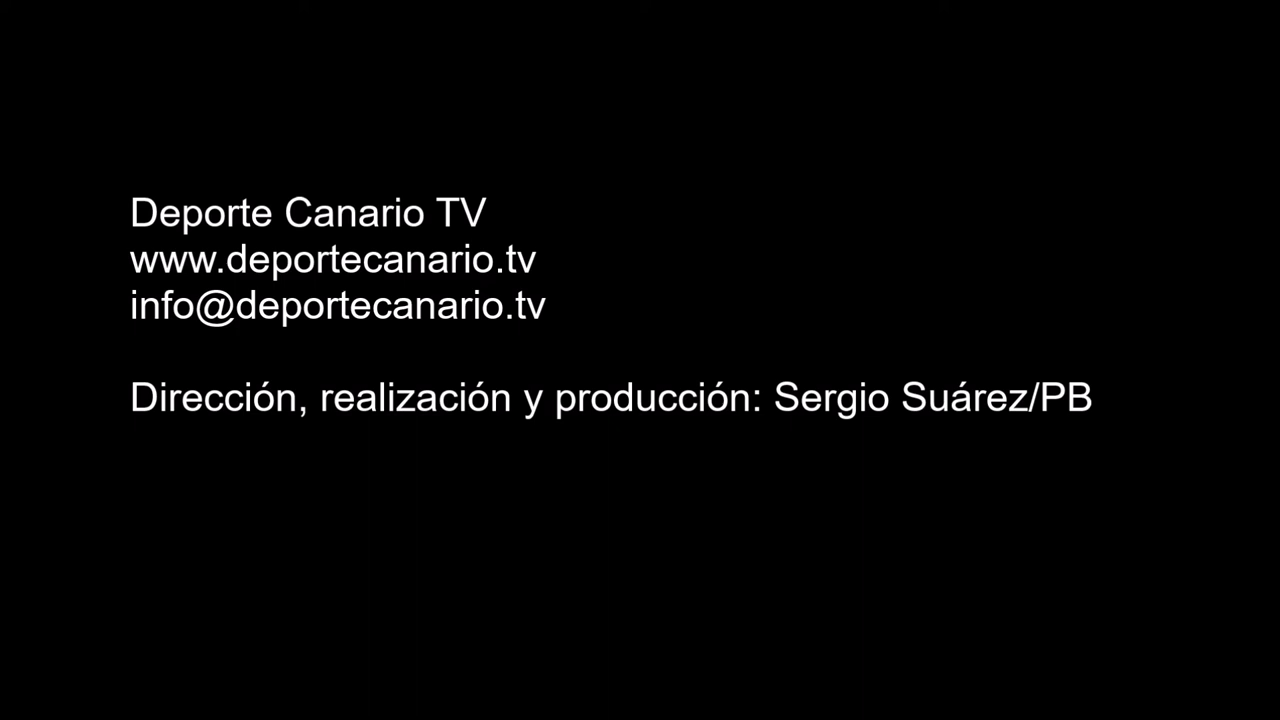 Deporte Canario TV
www.deportecanario.tv
info@deportecanario.tv
Dirección, realización y producción: Sergio Suárez/PB